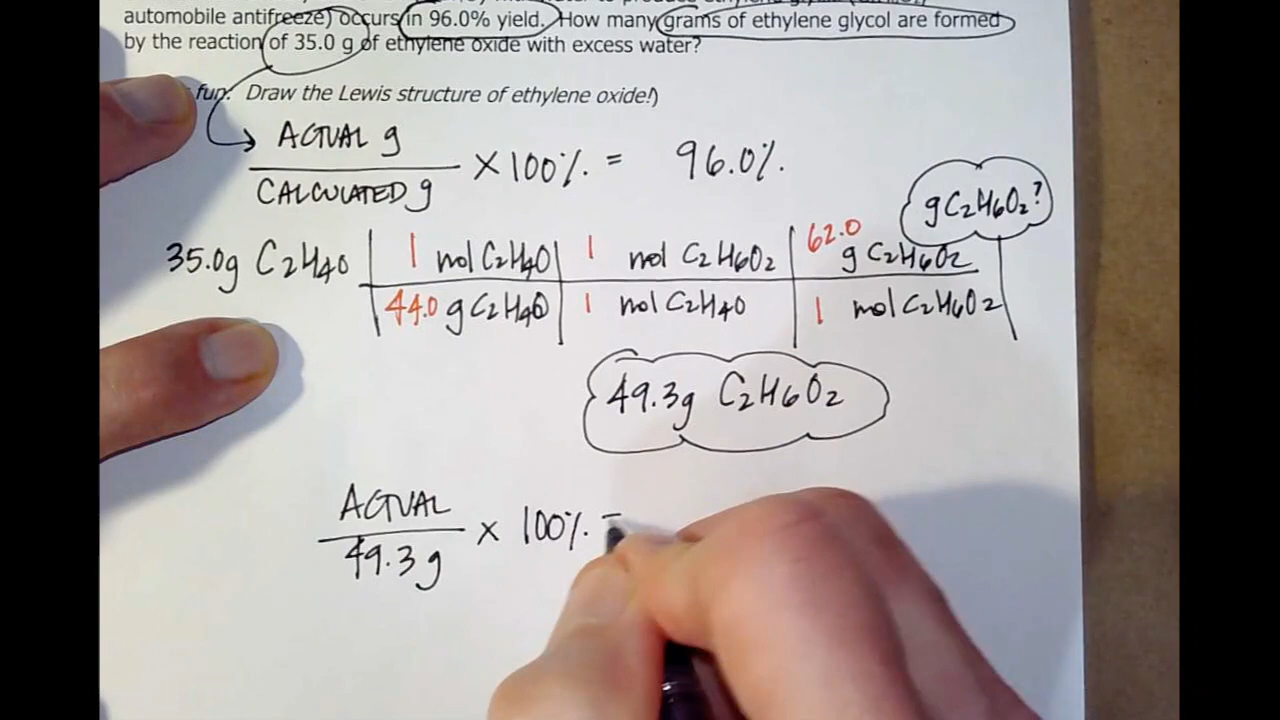 automobile antifreeze) occurs in 96.0% yield. How many grams of ethylene glycol are formed
by the reaction of 35.0 g of ethylene oxide with excess water?
fun: Draw the Lewis structure of ethylene oxide!)
ACTUAL g
CALCULATED g
× 100% = 96.0%
g C2H6O2?
35.0g C2H4O
1 mol C2H4O 1 mol C2H6O2 62.0 g C2H6O2
44.0 g C2H4O 1 mol C2H4O 1 mol C2H6O2
49.3g C2H6O2
ACTUAL
49.3g
× 100%